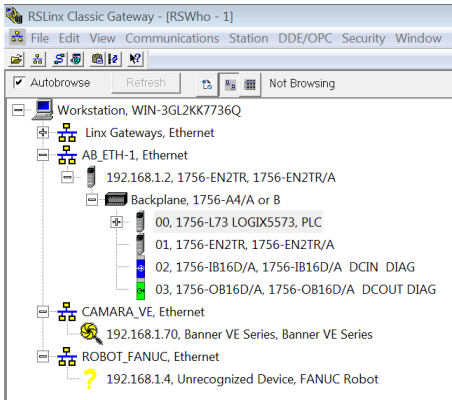 RSLinx Classic Gateway - [RSWho - 1]
File Edit View Communications Station DDE/OPC Security Window
Autobrowse Refresh Not Browsing
Workstation, WIN-3GL2KK7736Q
Linx Gateways, Ethernet
AB_ETH-1, Ethernet
192.168.1.2, 1756-EN2TR, 1756-EN2TR/A
Backplane, 1756-A4/A or B
00, 1756-L73 LOGIX5573, PLC
01, 1756-EN2TR, 1756-EN2TR/A
02, 1756-IB16D/A, 1756-IB16D/A DCIN DIAG
03, 1756-OB16D/A, 1756-OB16D/A DCOUT DIAG
CAMARA_VE, Ethernet
192.168.1.70, Banner VE Series, Banner VE Series
ROBOT_FANUC, Ethernet
192.168.1.4, Unrecognized Device, FANUC Robot